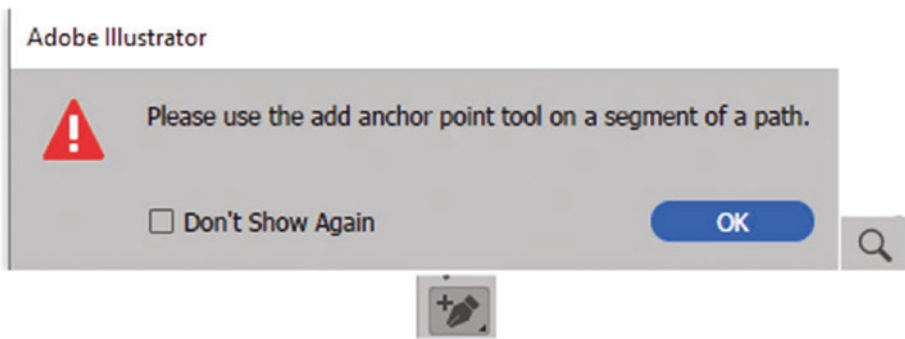 Adobe Illustrator
Please use the add anchor point tool on a segment of a path.
Don't Show Again
OK